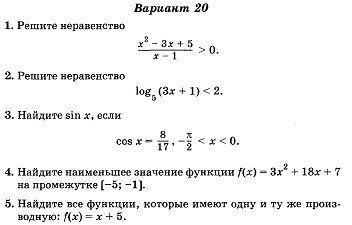 Вариант 20
1. Решите неравенство
(x² − 3x + 5)/(x − 1) > 0.
2. Решите неравенство
log₅ (3x + 1) < 2.
3. Найдите sin x, если
cos x = 8/17, −π/2 < x < 0.
4. Найдите наименьшее значение функции f(x) = 3x² + 18x + 7
на промежутке [−5; −1].
5. Найдите все функции, которые имеют одну и ту же произ-
водную: f(x) = x + 5.